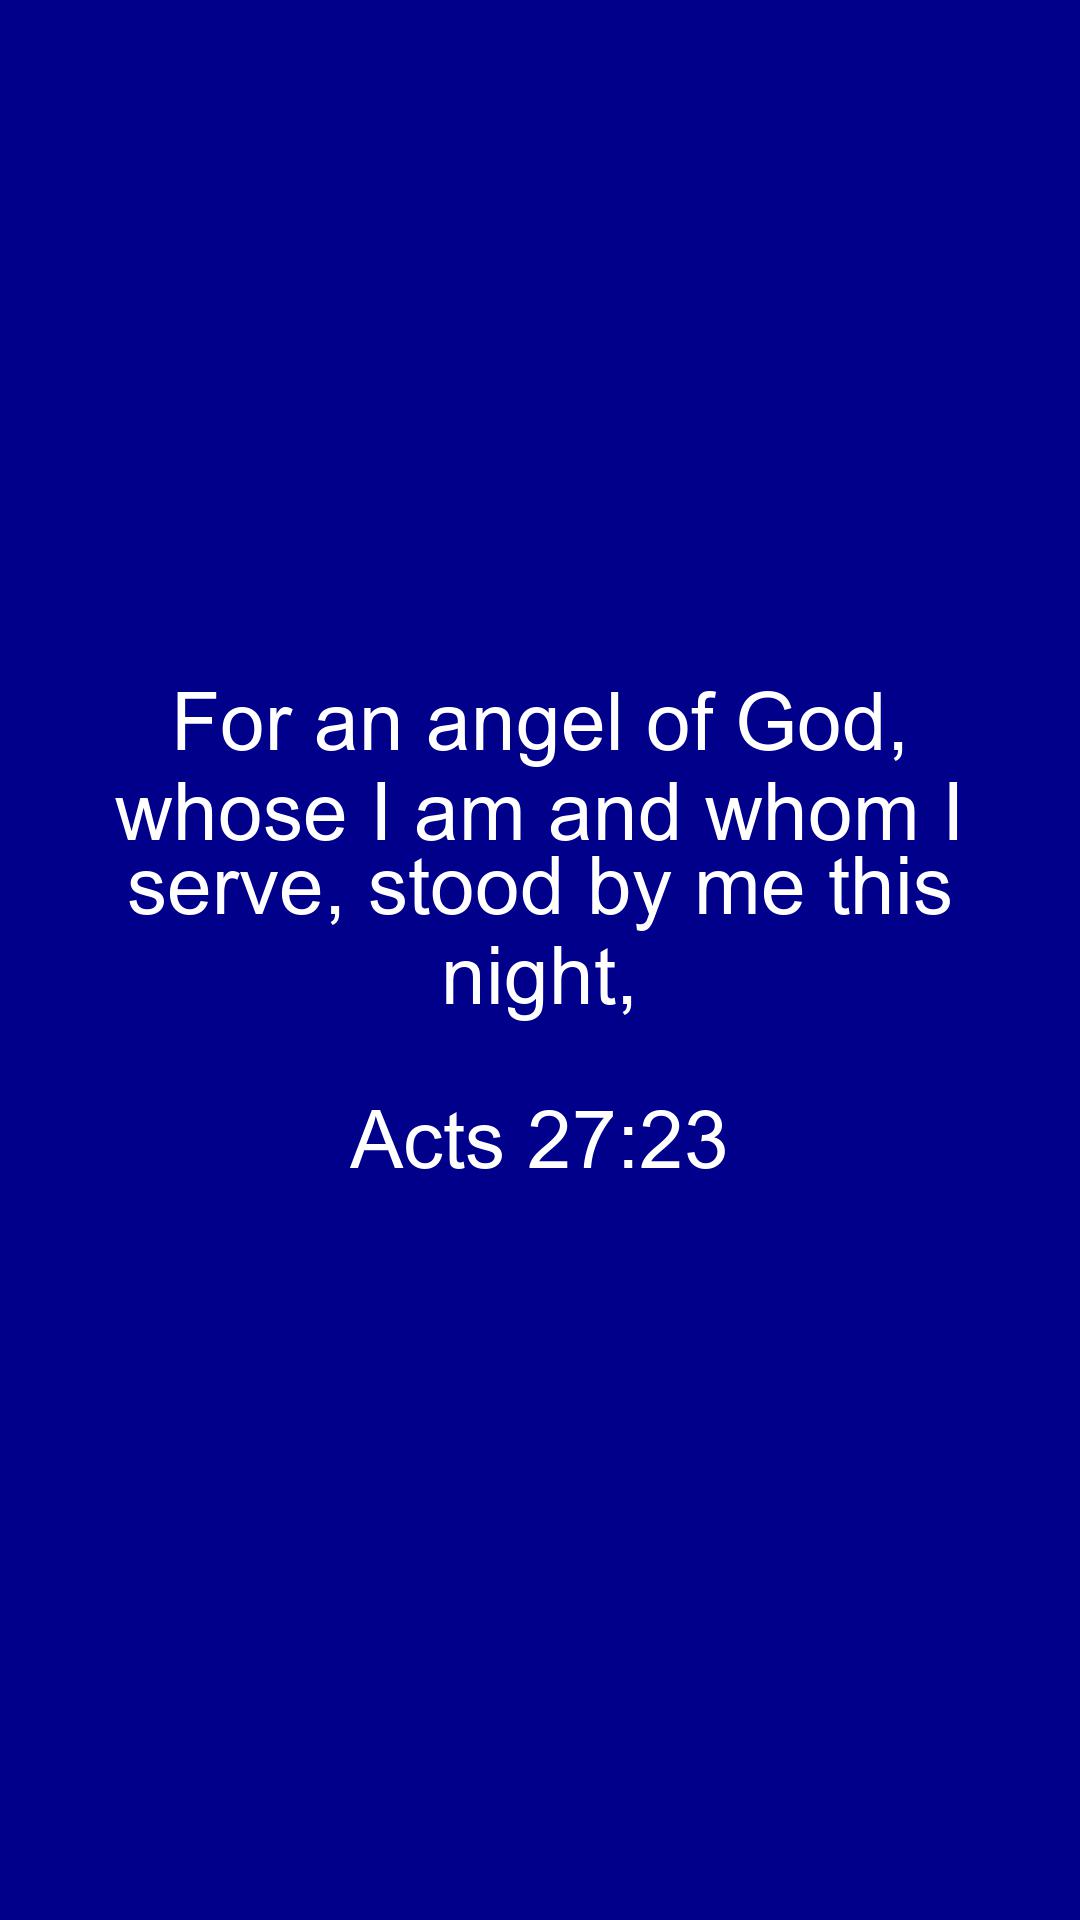 For an angel of God,
whose I am and whom I
serve, stood by me this
night,
Acts 27:23